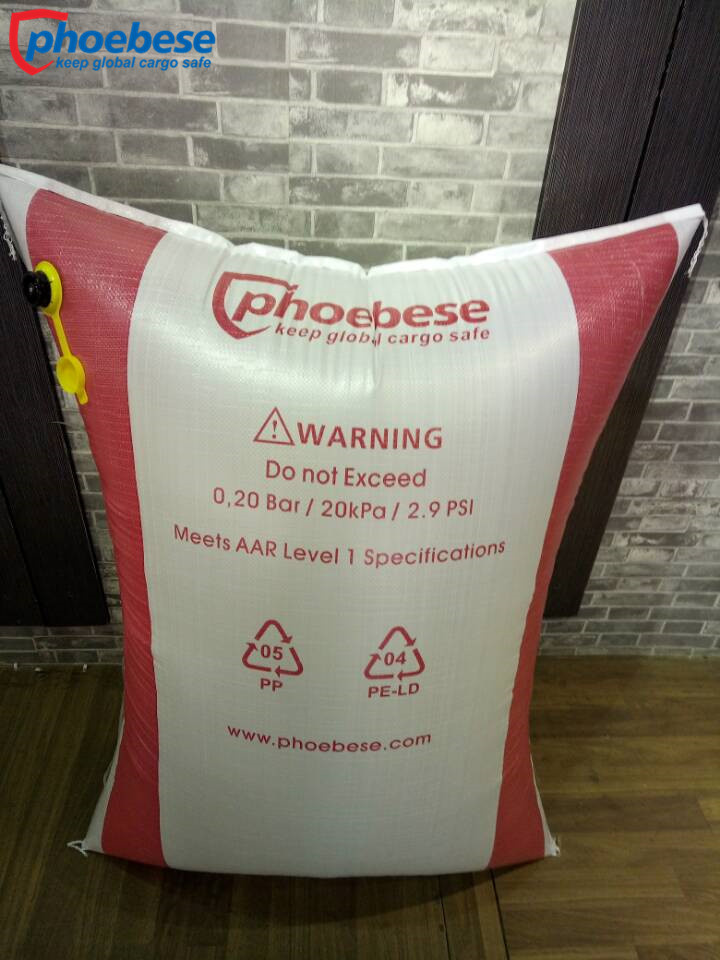 phoebese
keep global cargo safe
phoebese
keep global cargo safe
WARNING
Do not Exceed
0,20 Bar / 20kPa / 2.9 PSI
Meets AAR Level 1 Specifications
05
PP
04
PE-LD
www.phoebese.com